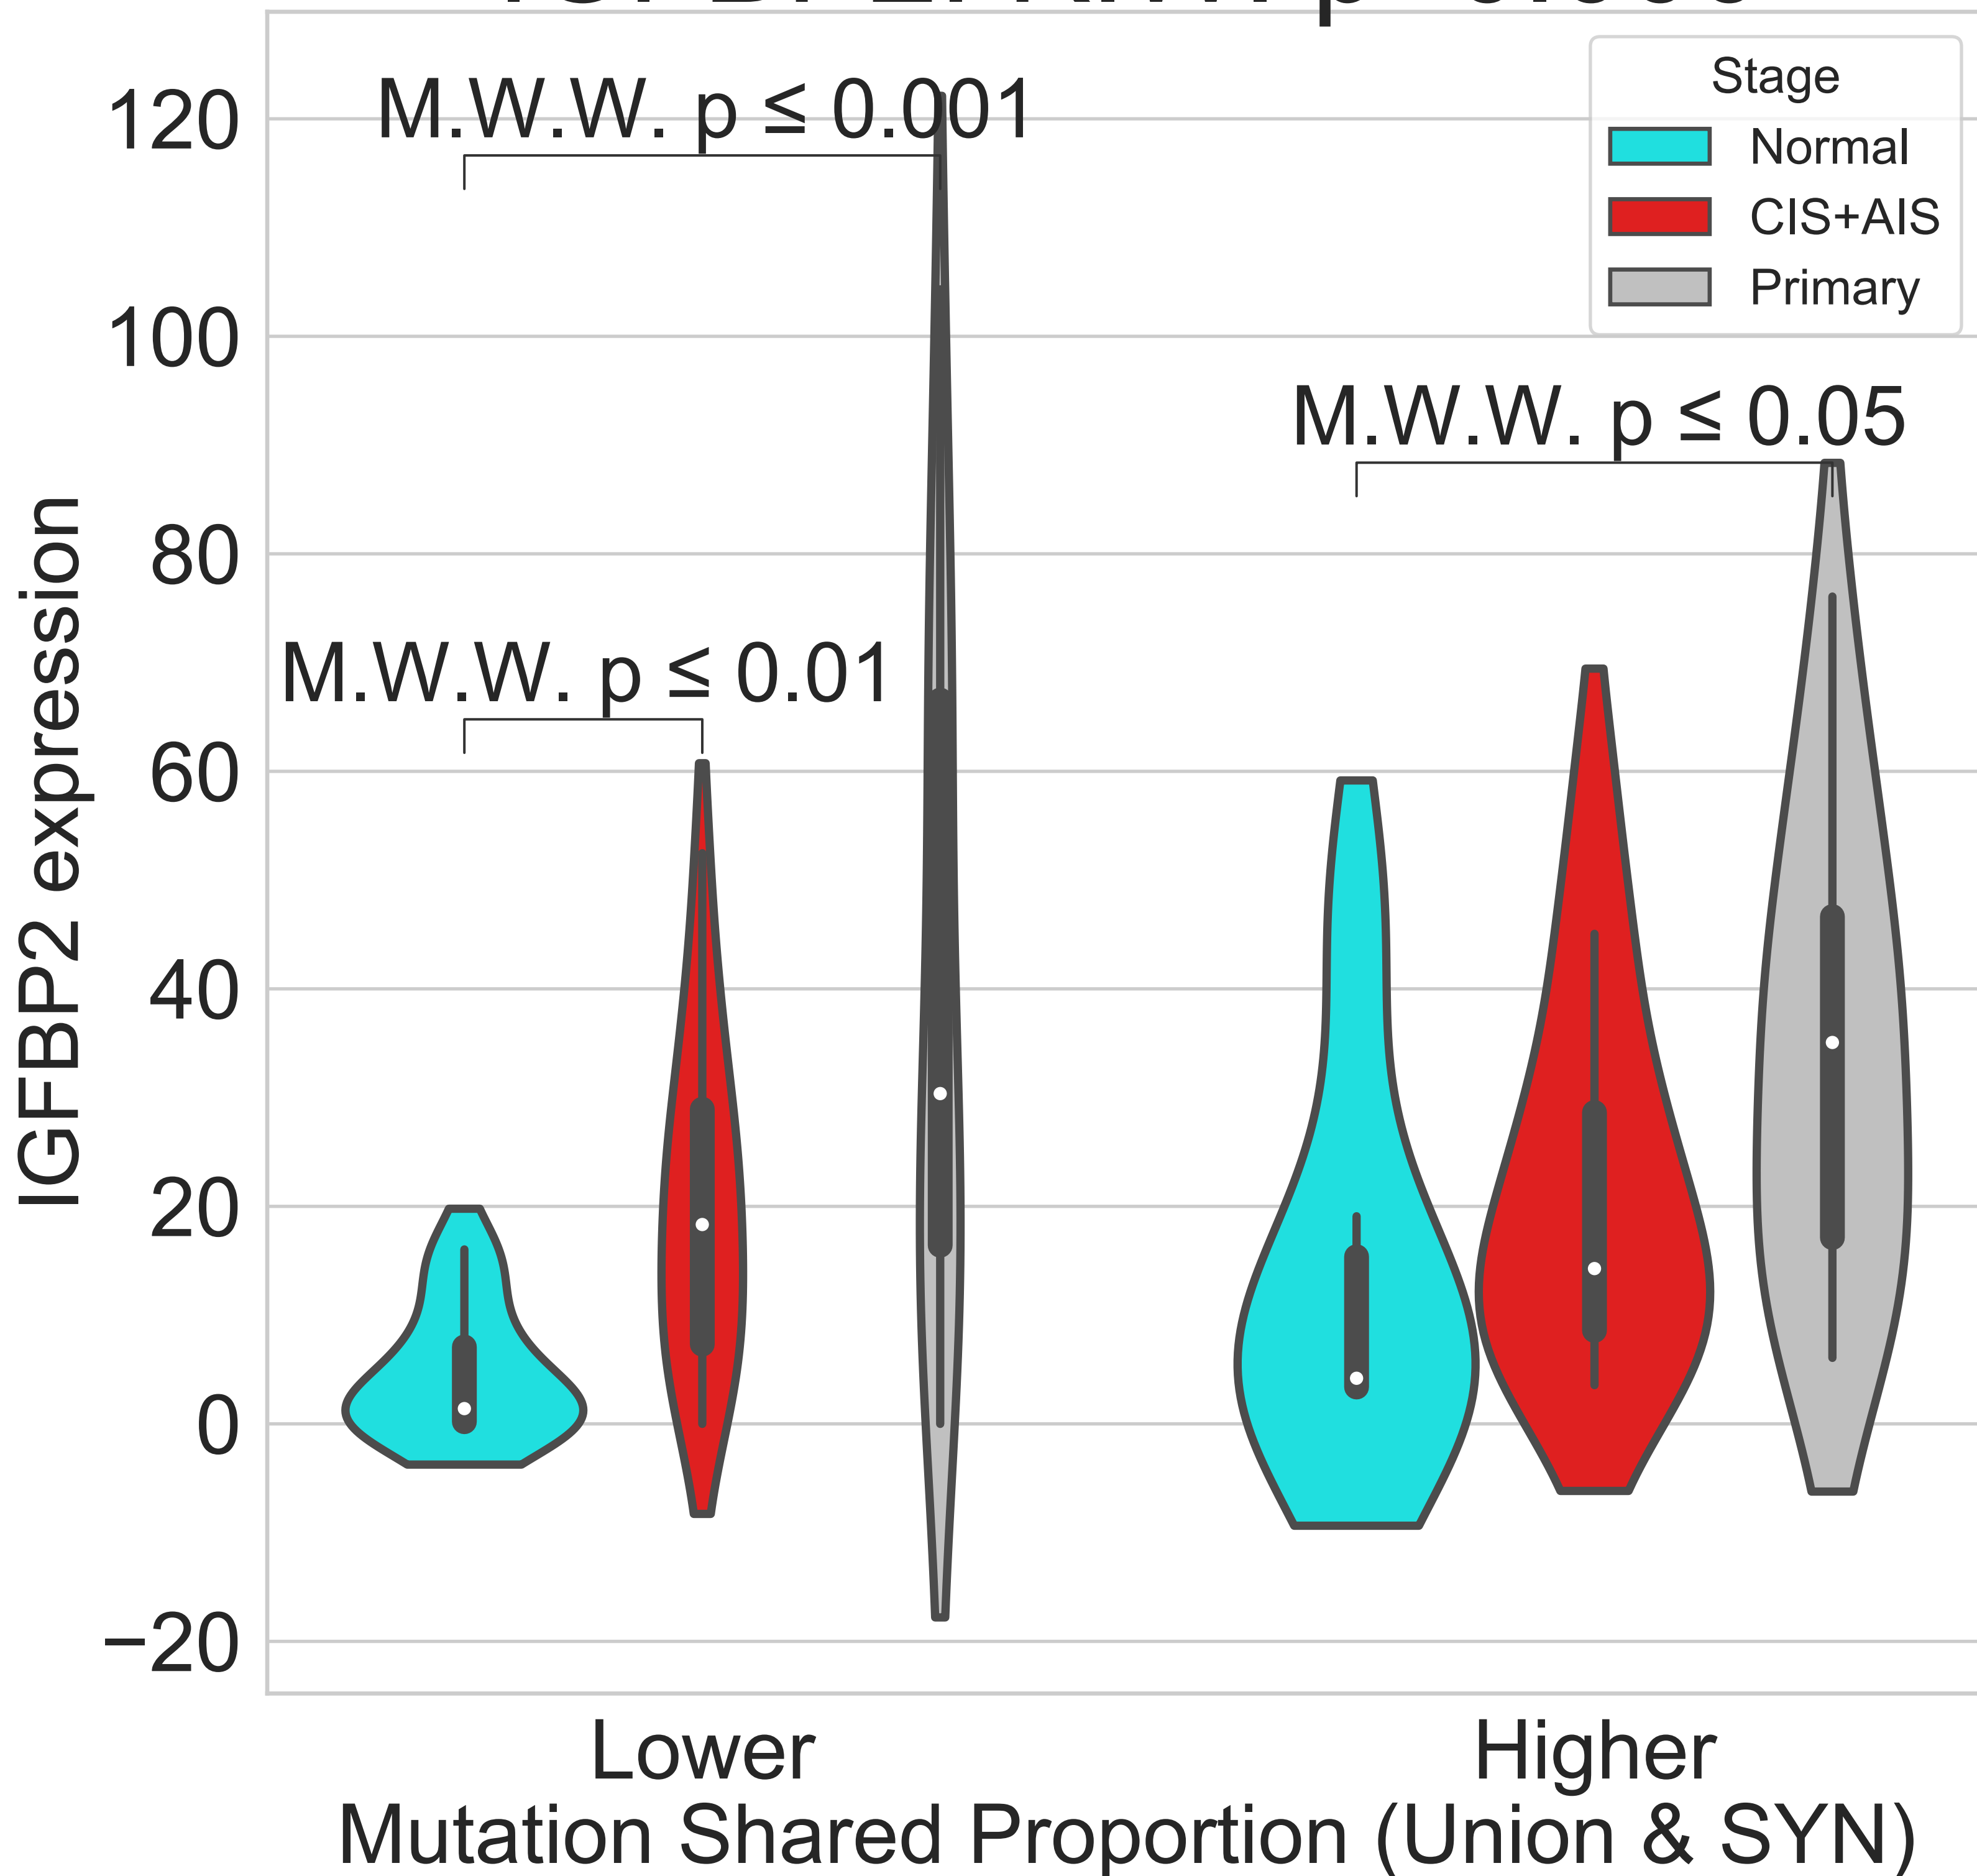 M.W.W. p ≤ 0.001
M.W.W. p ≤ 0.05
M.W.W. p ≤ 0.01
Stage
Normal
CIS+AIS
Primary
IGFBP2 expression
120
100
80
60
40
20
0
−20
Lower
Higher
Mutation Shared Proportion (Union & SYN)